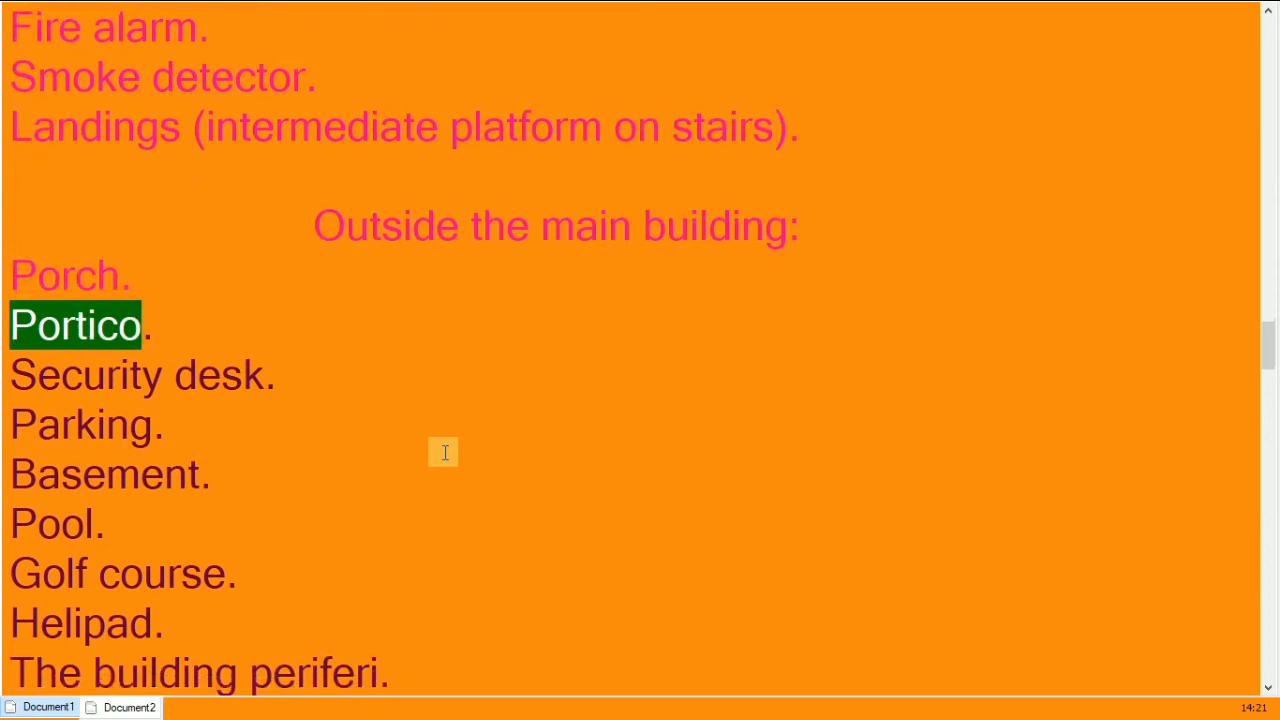 Fire alarm.
Smoke detector.
Landings (intermediate platform on stairs).
Outside the main building:
Porch.
Portico.
Security desk.
Parking.
Basement.
Pool.
Golf course.
Helipad.
The building periferi.
Document1 Document2 14:21